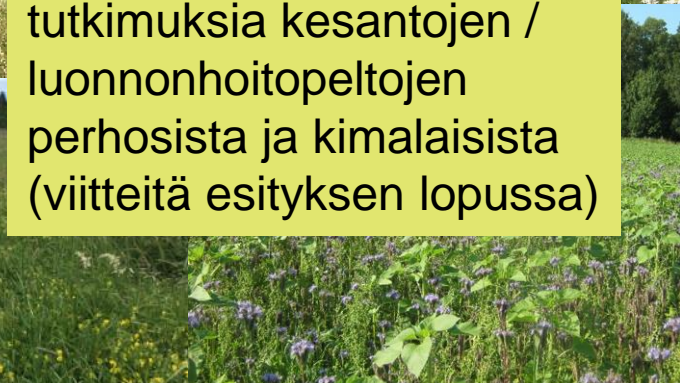 tutkimuksia kesantojen /
luonnonhoitopeltojen
perhosista ja kimalaisista
(viitteitä esityksen lopussa)